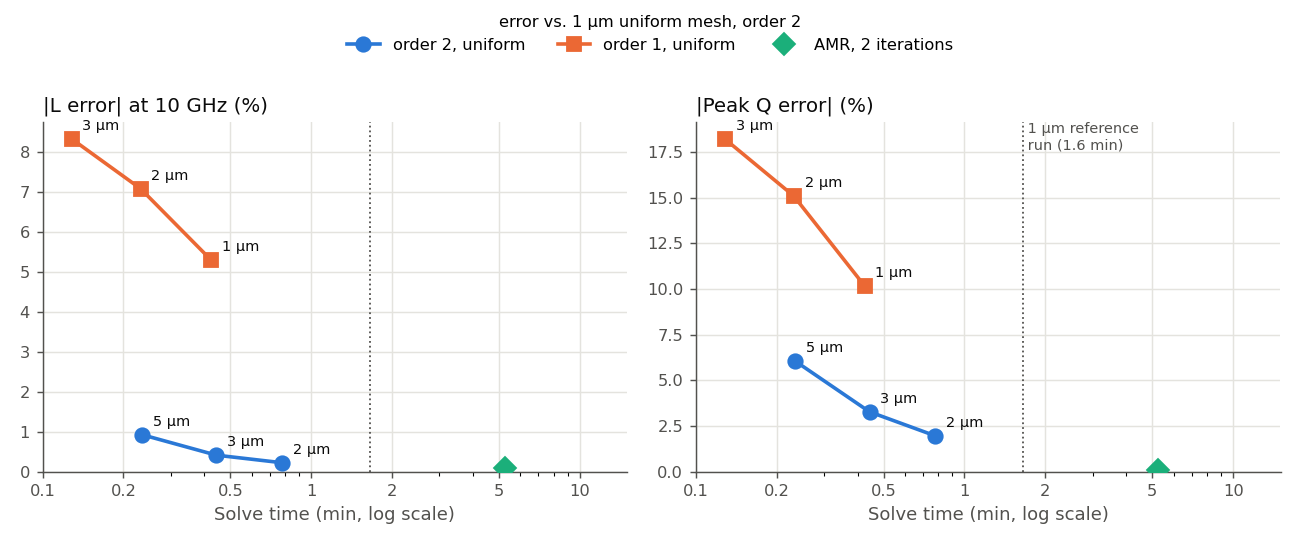 error vs. 1 µm uniform mesh, order 2
order 2, uniform
order 1, uniform
AMR, 2 iterations
|L error| at 10 GHz (%)
3 µm
2 µm
1 µm
5 µm
3 µm
2 µm
8
7
6
5
4
3
2
1
0
0.1
0.2
0.5
1
2
5
10
Solve time (min, log scale)
|Peak Q error| (%)
3 µm
1 µm reference
run (1.6 min)
2 µm
1 µm
5 µm
3 µm
2 µm
17.5
15.0
12.5
10.0
7.5
5.0
2.5
0.0
0.1
0.2
0.5
1
2
5
10
Solve time (min, log scale)